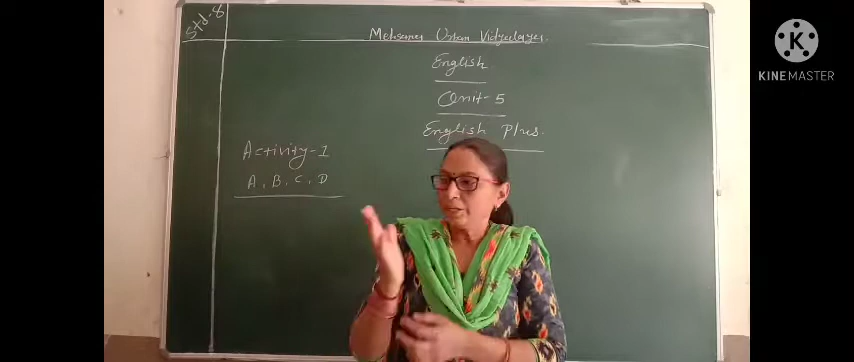 Std-8
Mehsana Urban Vidyalaya.
English
Unit-5
English Plus.
Activity-1
A, B, C, D
KINEMASTER